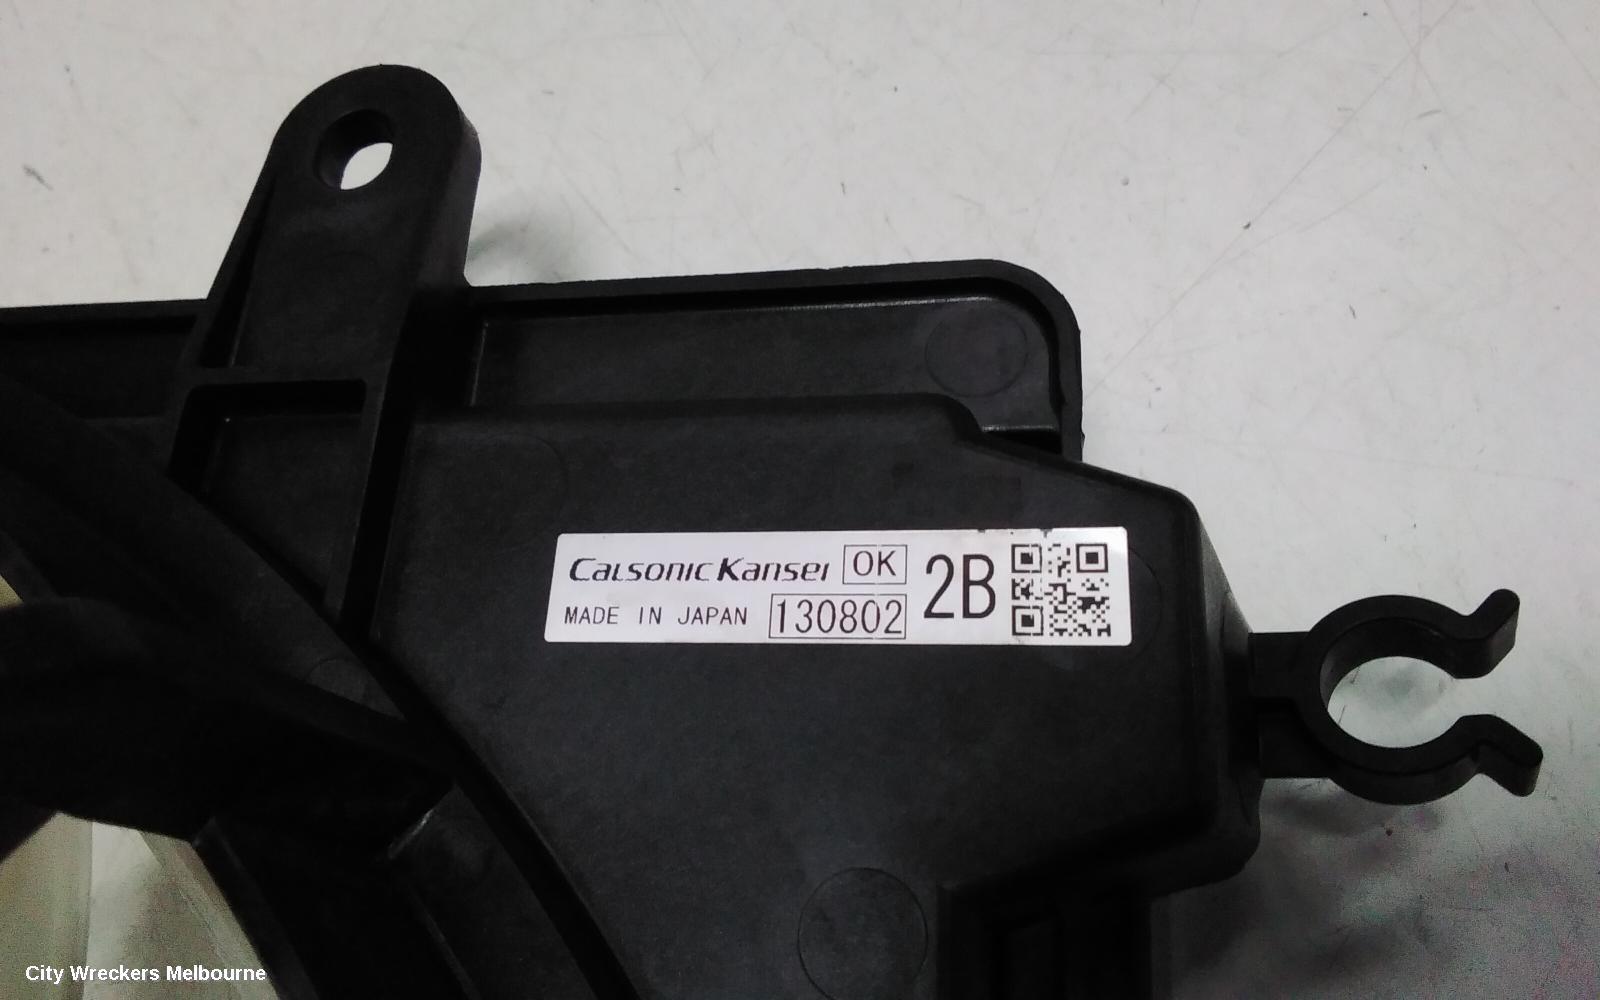 Calsonic Kansei OK 2B
MADE IN JAPAN 130802
City Wreckers Melbourne